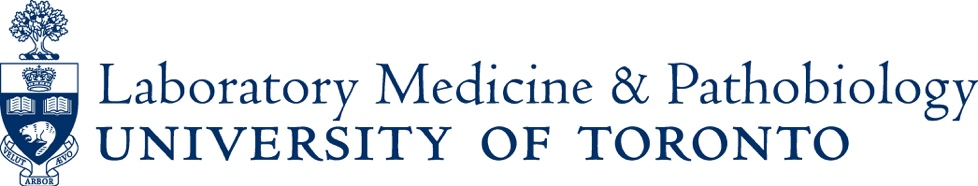 Laboratory Medicine & Pathobiology
UNIVERSITY OF TORONTO
VELUT ÆVO
ARBOR